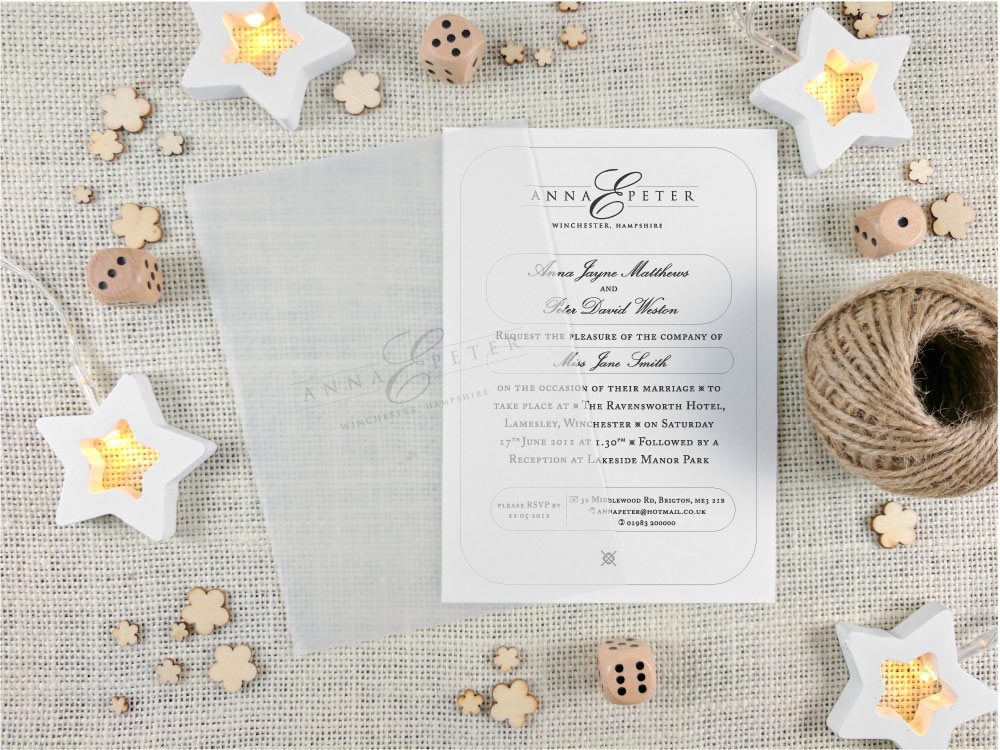 ANNA E PETER
WINCHESTER, HAMPSHIRE
Anna Jayne Matthews
AND
Peter David Weston
REQUEST THE PLEASURE OF THE COMPANY OF
Miss Jane Smith
ON THE OCCASION OF THEIR MARRIAGE ※ TO
TAKE PLACE AT ※ THE RAVENSWORTH HOTEL,
LAMESLEY, WINCHESTER ※ ON SATURDAY
17TH JUNE 2012 AT 1.30PM ※ FOLLOWED BY A
RECEPTION AT LAKESIDE MANOR PARK
PLEASE RSVP BY
22·05·2012
32 MIDDLEWOOD RD, BRIGTON, ME3 21B
ANNAPETER@HOTMAIL.CO.UK
01983 200000
ANNA E PETER
WINCHESTER, HAMPSHIRE